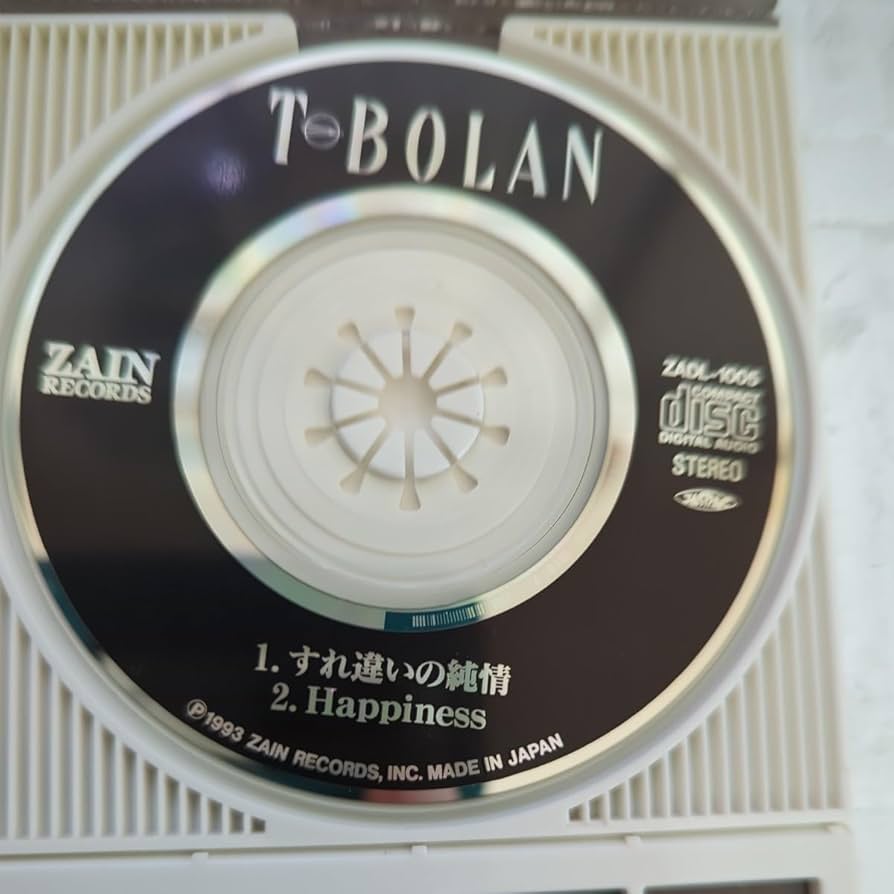 T-BOLAN
ZAIN
RECORDS
ZADL-1005
COMPACT
disc
DIGITAL AUDIO
STEREO
1. すれ違いの純情
2. Happiness
Ⓟ1993 ZAIN RECORDS, INC. MADE IN JAPAN